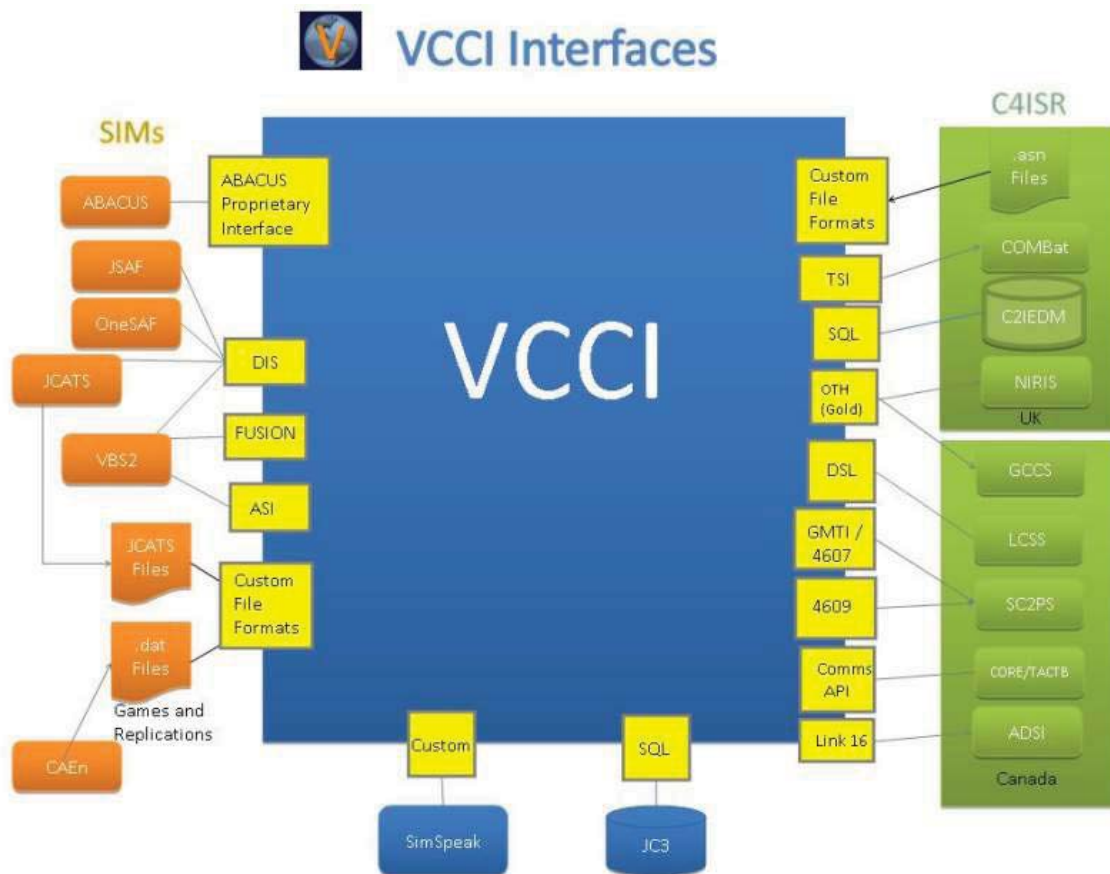 V
VCCI Interfaces
SIMs
C4ISR
ABACUS
JSAF
OneSAF
JCATS
VBS2
JCATS
Files
.dat
Files
Games and
Replications
CAEn
ABACUS
Proprietary
Interface
DIS
FUSION
ASI
Custom
File
Formats
VCCI
Custom
SQL
SimSpeak
JC3
Custom
File
Formats
TSI
SQL
OTH
(Gold)
DSL
GMTI /
4607
4609
Comms
API
Link 16
.asn
Files
COMBat
C2IEDM
NIRIS
UK
GCCS
LCSS
SC2PS
CORE/TACTB
ADSI
Canada